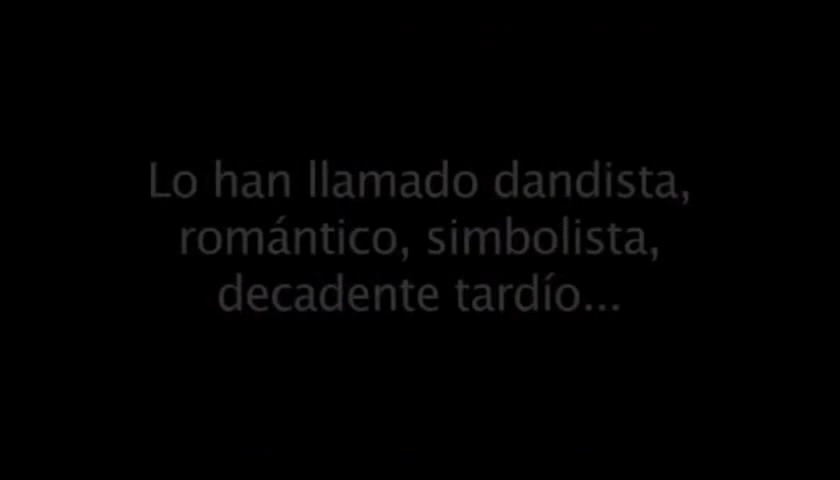 Lo han llamado dandista,
romántico, simbolista,
decadente tardío...